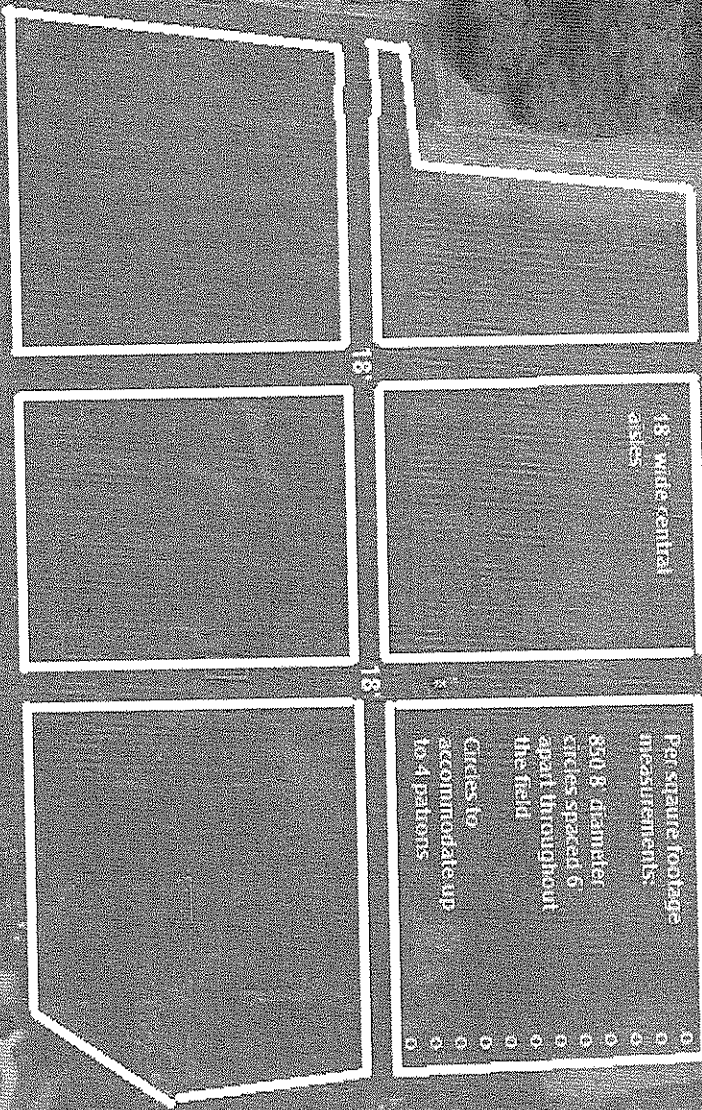 18' wide central
aisles
18'
18'
Per sqaure footage
measurements:
850 8' diameter
circles spaced 6'
apart throughout
the field
Circles to
accommodate up
to 4 patrons